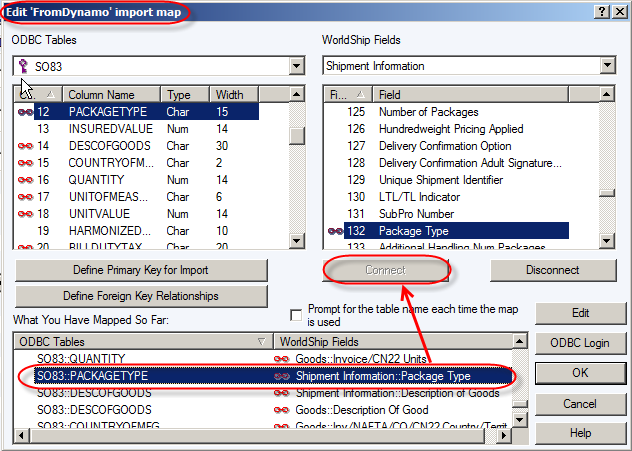 Edit 'FromDynamo' import map
ODBC Tables
SO83
C... Column Name Type Width
12 PACKAGETYPE Char 15
13 INSUREDVALUE Num 14
14 DESCOFGOODS Char 30
15 COUNTRYOFM... Char 2
16 QUANTITY Num 14
17 UNITOFMEAS... Char 6
18 UNITVALUE Num 14
19 HARMONIZED... Char 10
20 BILLDUTYTAX Char 20
Define Primary Key for Import
Define Foreign Key Relationships
WorldShip Fields
Shipment Information
Fi... Field
125 Number of Packages
126 Hundredweight Pricing Applied
127 Delivery Confirmation Option
128 Delivery Confirmation Adult Signature...
129 Unique Shipment Identifier
130 LTL/TL Indicator
131 SubPro Number
132 Package Type
133 Additional Handling Num Packages
Connect
Disconnect
Prompt for the table name each time the map
is used
What You Have Mapped So Far:
ODBC Tables WorldShip Fields
SO83::QUANTITY Goods::Invoice/CN22 Units
SO83::PACKAGETYPE Shipment Information::Package Type
SO83::DESCOFGOODS Shipment Information::Description of Goods
SO83::DESCOFGOODS Goods::Description Of Good
SO83::COUNTRYOFMFG Goods::Inv/NAFTA/CO/CN22 Country/Territ
Edit
ODBC Login
OK
Cancel
Help